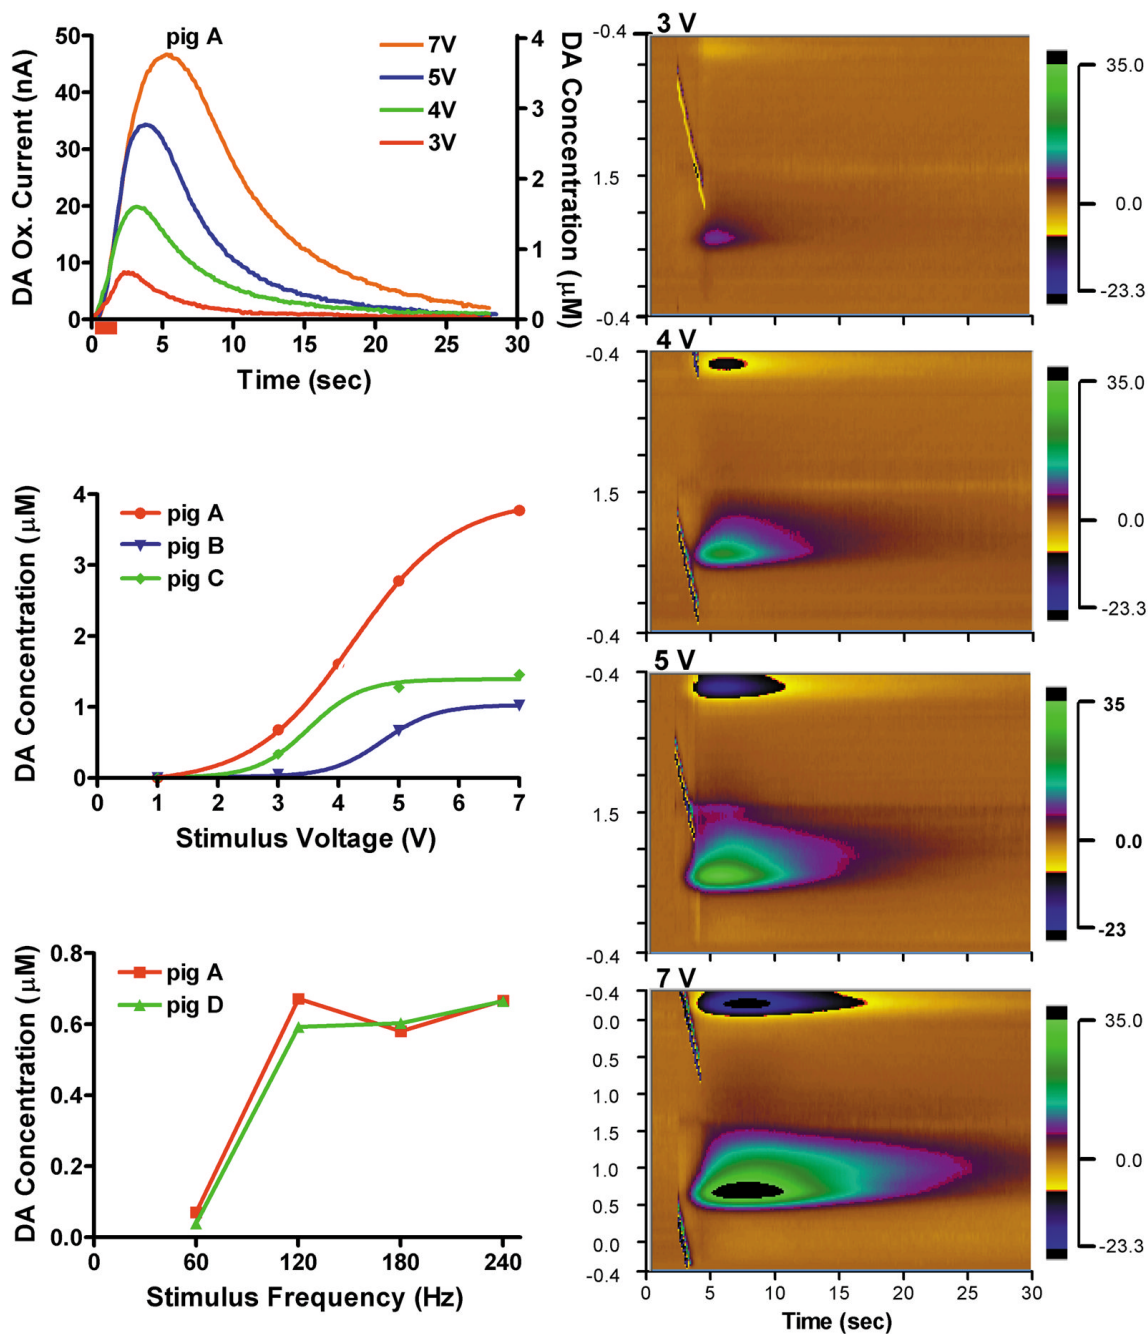 pig A
7V
5V
4V
3V
DA Ox. Current (nA)
50
40
30
20
10
0
DA Concentration (μM)
4
3
2
1
0
0 5 10 15 20 25 30
Time (sec)
pig A
pig B
pig C
DA Concentration (μM)
4
3
2
1
0
0 1 2 3 4 5 6 7
Stimulus Voltage (V)
pig A
pig D
DA Concentration (μM)
0.8
0.6
0.4
0.2
0.0
0 60 120 180 240
Stimulus Frequency (Hz)
3 V
-0.4
1.5
-0.4
35.0
0.0
-23.3
4 V
-0.4
1.5
-0.4
35.0
0.0
-23.3
5 V
-0.4
1.5
-0.4
35
0.0
-23
7 V
-0.4
0.0
0.5
1.0
1.5
1.0
0.5
0.0
-0.4
35.0
0.0
-23.3
0 5 10 15 20 25 30
Time (sec)